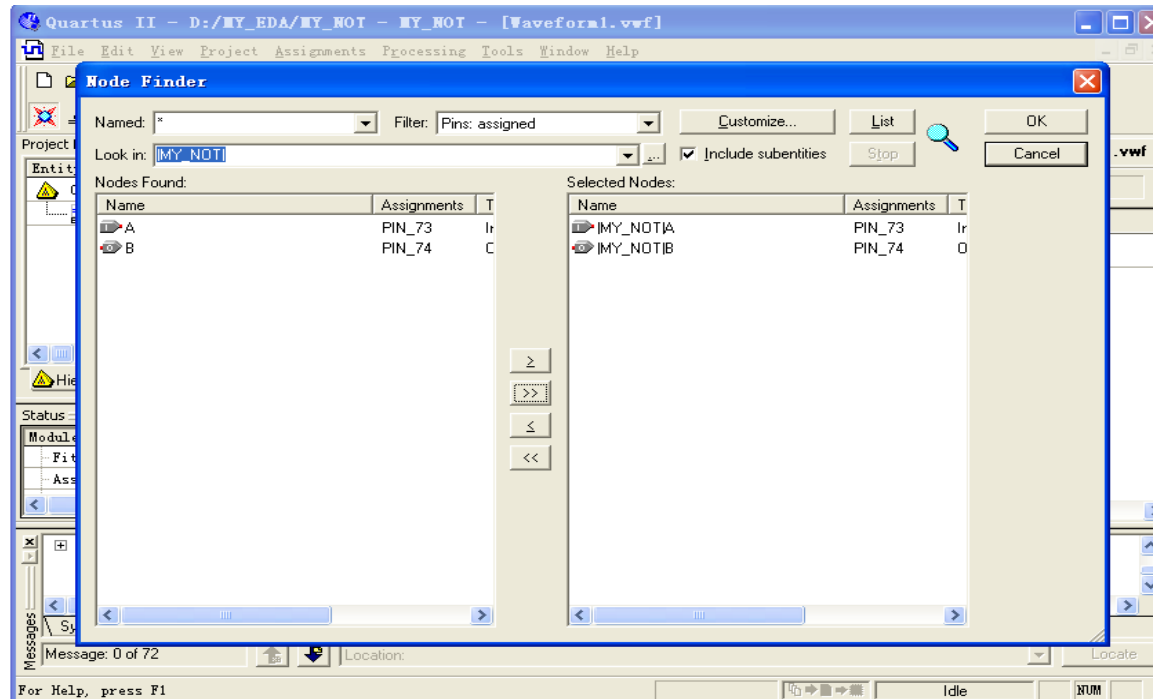 Quartus II - D:/MY_EDA/MY_NOT - MY_NOT - [Waveform1.vwf]
File Edit View Project Assignments Processing Tools Window Help
Node Finder
Named: * Filter: Pins: assigned Customize... List OK
Project
Look in: |MY_NOT| ... Include subentities Stop Cancel .vwf
Entit
Nodes Found: Selected Nodes:
Name Assignments T Name Assignments T
A PIN_73 Ir |MY_NOT|A PIN_73 Ir
B PIN_74 O |MY_NOT|B PIN_74 O
>
Hie
>>
Status
<
Module
Fit
<<
Ass
Messages
Sy
Message: 0 of 72 Location: Locate
For Help, press F1 Idle NUM